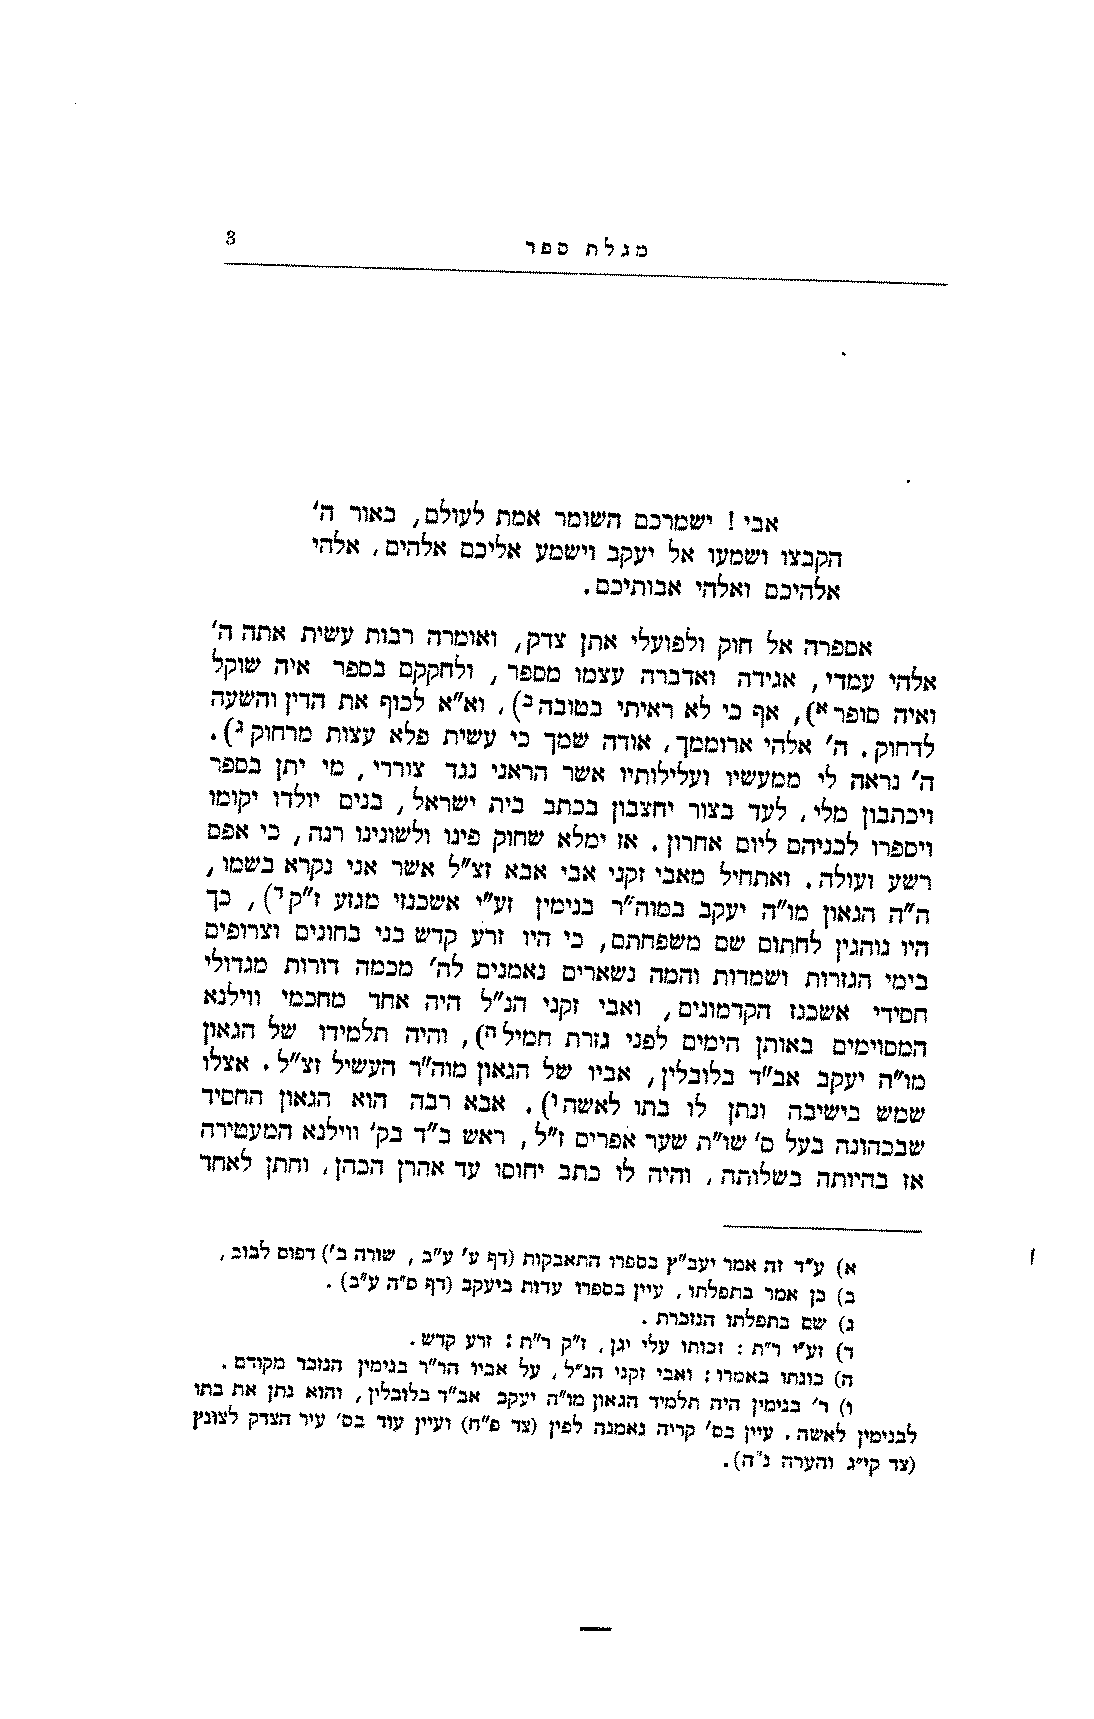 מגלת ספר
3
אבי ! ישמרכם השומר אמת לעולם, באור ה'
הקבצו ושמעו אל יעקב וישמע אליכם אלהים, אלהי
אלהיכם ואלהי אבותיכם.
אספרה אל חוק ולפועלי אתן צדק, ואומרה רבות עשית אתה ה'
אלהי עמדי, אגידה ואדברה עצמו מספר, ולחקקם בספר איה שוקל
ואיה סופר א), אף כי לא ראיתי בטובה ב), וא"א לכוף את הדין והשעה
לדחוק. ה' אלהי ארוממך, אודה שמך כי עשית פלא עצות מרחוק ג).
ה' נראה לי ממעשיו ועלילותיו אשר הראני נגד צוררי, מי יתן בספר
ויכתבון מלי, לעד בצור יחצבון בכתב בית ישראל, בנים יולדו יקומו
ויספרו לבניהם ליום אחרון. אז ימלא שחוק פינו ולשונינו רנה, כי אפס
רשע ועולה. ואתחיל מאבי זקני אבי אבא זצ"ל אשר אני נקרא בשמו,
ה"ה הגאון מו"ה יעקב במוה"ר בנימין זע"י אשכנזי מגזע ז"ק ד), כך
היו נוהגין לחתום שם משפחתם, כי היו זרע קדש בני בחונים וצרופים
בימי הגזרות ושמדות והמה נשארים נאמנים לה' מכמה דורות מגדולי
חסידי אשכנז הקדמונים, ואבי זקני הנ"ל היה אחד מחכמי ווילנא
המסוימים באותן הימים לפני גזרת חמיל ה), והיה תלמידו של הגאון
מו"ה יעקב אב"ד בלובלין, אביו של הגאון מוה"ר העשיל זצ"ל. אצלו
שמש בישיבה ונתן לו בתו לאשה ו). אבא רבה הוא הגאון החסיד
שבכהונה בעל ס' שו"ת שער אפרים ז"ל, ראש ב"ד בק' ווילנא המעטירה
אז בהיותה בשלותה, והיה לו כתב יחוסו עד אהרן הכהן, וחתן לאחד
א) ע"ד זה אמר יעב"ץ בספרו התאבקות (דף ע' ע"ב, שורה ב') דפוס לבוב,
ב) כן אמר בתפלתו, עיין בספרו עדות ביעקב (דף ס"ה ע"ב).
ג) שם בתפלתו הנזכרת.
ד) זע"י ר"ת : זכותו עלי יגן, ז"ק ר"ת : זרע קדש.
ה) כונתו באמרו : ואבי זקני הנ"ל, על אביו הר"ר בנימין הנזכר מקודם.
ו) ר' בנימין היה תלמיד הגאון מו"ה יעקב אב"ד בלובלין, והוא נתן את בתו
לבנימין לאשה. עיין בס' קריה נאמנה לפין (צד פ"ח) ועיין עוד בס' עיר הצדק לצונץ
(צד קי"ג והערה נ"ח).